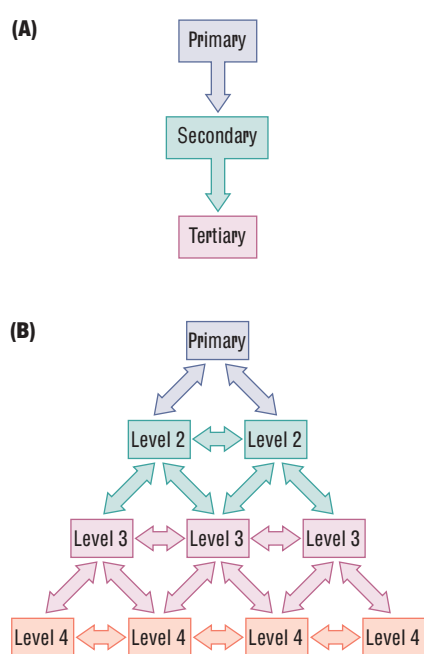 (A)
Primary
Secondary
Tertiary
(B)
Primary
Level 2 Level 2
Level 3 Level 3 Level 3
Level 4 Level 4 Level 4 Level 4